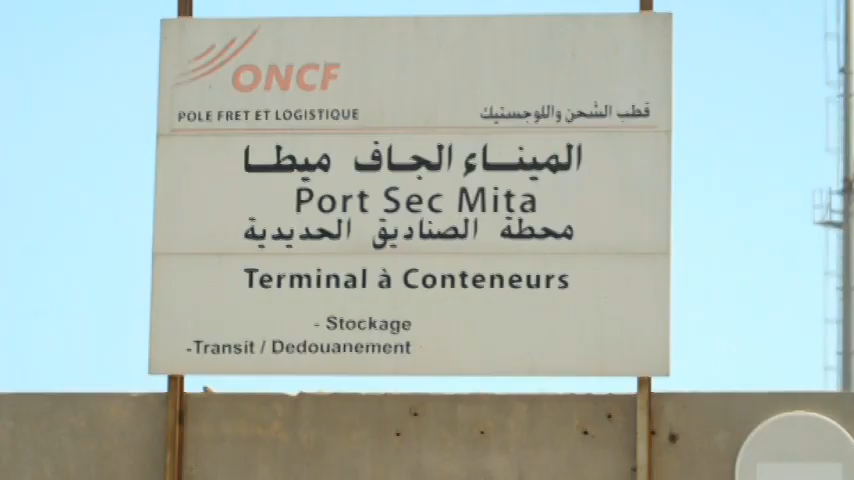 ONCF
POLE FRET ET LOGISTIQUE
قطب الشحن واللوجستيك
الميناء الجاف ميطا
Port Sec Mita
محطة الصناديق الحديدية
Terminal à Conteneurs
- Stockage
-Transit / Dedouanement